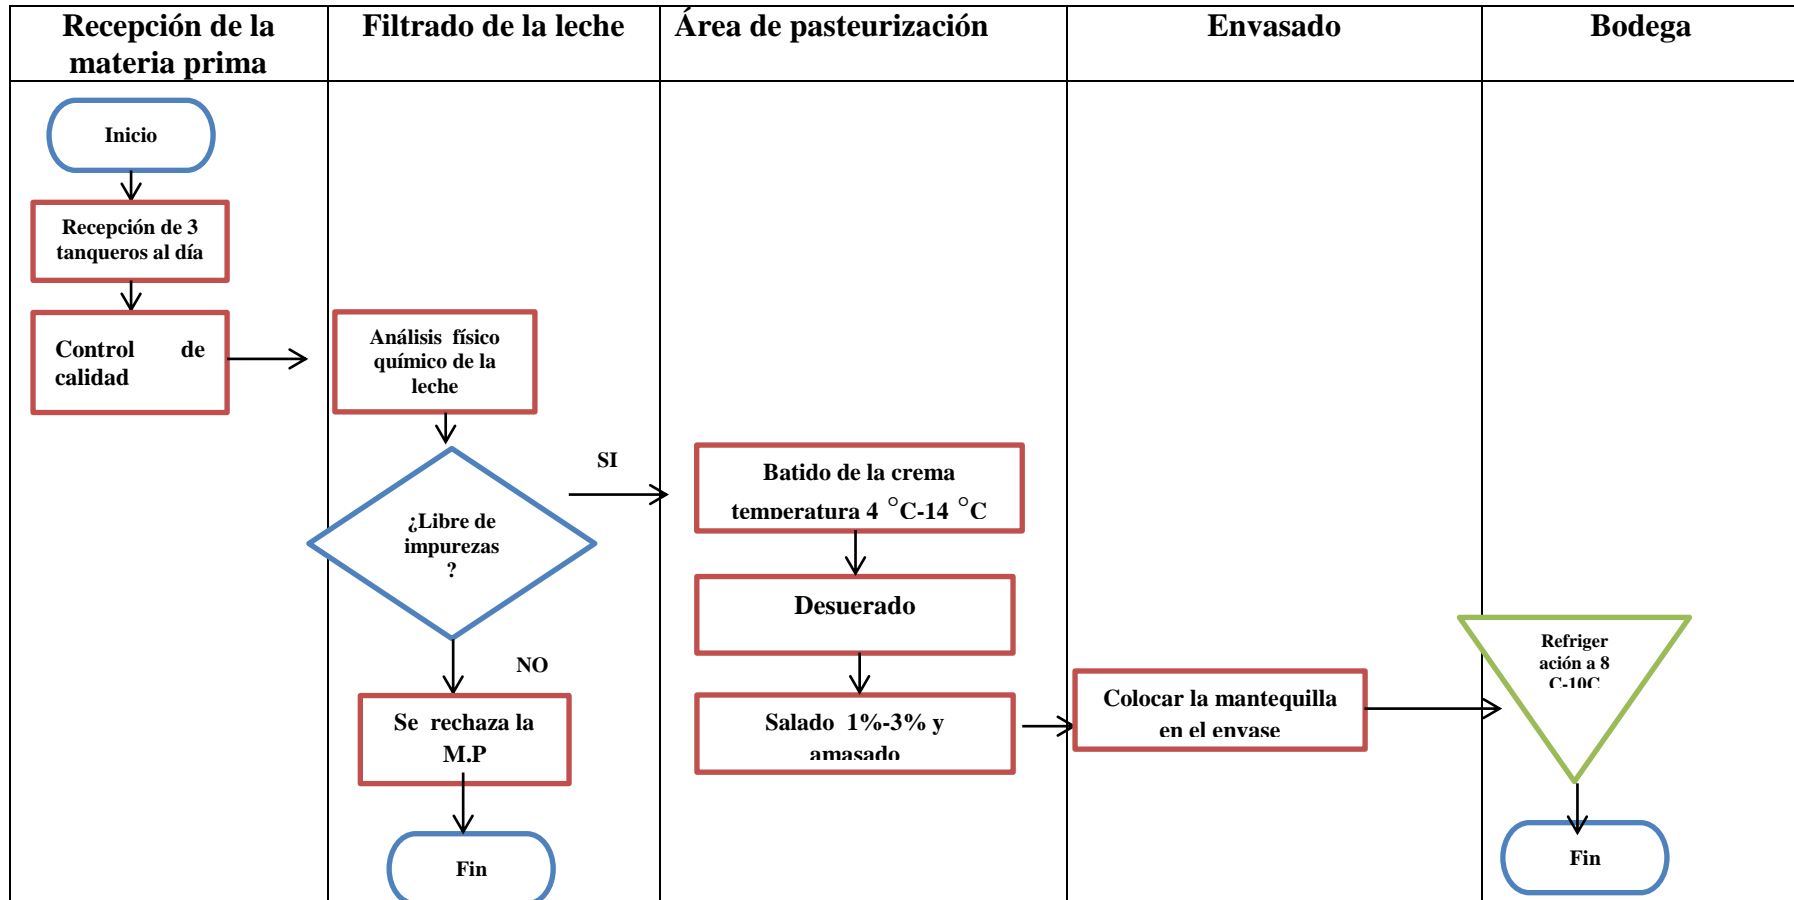 Recepción de la
materia prima
Filtrado de la leche
Área de pasteurización
Envasado
Bodega
Inicio
Recepción de 3
tanqueros al día
Control de
calidad
Análisis físico
químico de la
leche
¿Libre de
impurezas
?
SI
NO
Se rechaza la
M.P
Fin
Batido de la crema
temperatura 4 °C-14 °C
Desuerado
Salado 1%-3% y
amasado
Colocar la mantequilla
en el envase
Refriger
ación a 8
C-10C
Fin